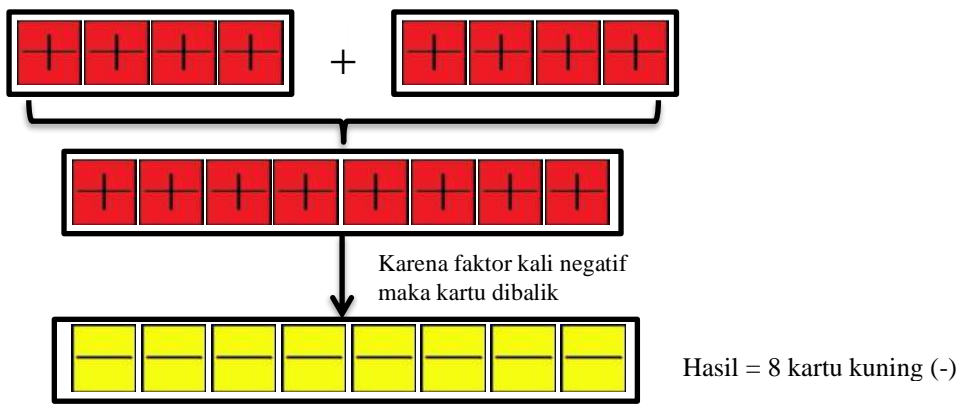 + + + + + + + + +
+ + + + + + + +
Karena faktor kali negatif
maka kartu dibalik
− − − − − − − −
Hasil = 8 kartu kuning (-)